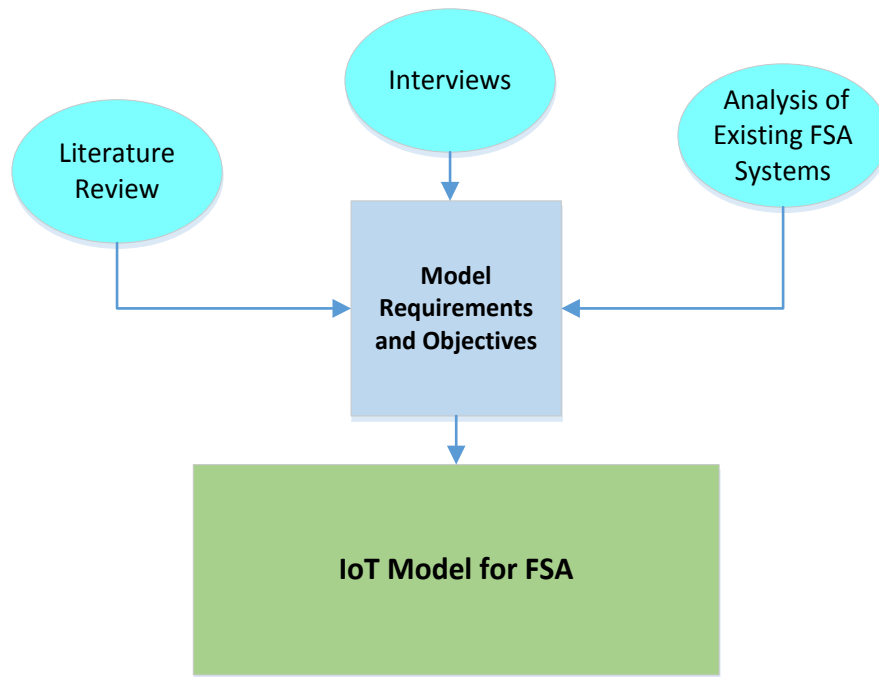 Literature
Review
Interviews
Analysis of
Existing FSA
Systems
Model
Requirements
and Objectives
IoT Model for FSA